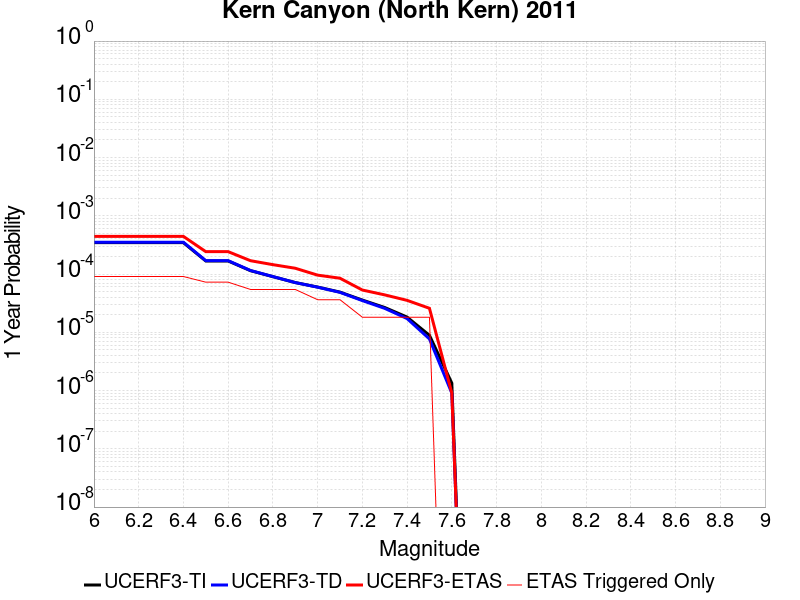 Kern Canyon (North Kern) 2011
10^0
10^-1
10^-2
10^-3
10^-4
10^-5
10^-6
10^-7
10^-8
1 Year Probability
6 6.2 6.4 6.6 6.8 7 7.2 7.4 7.6 7.8 8 8.2 8.4 8.6 8.8 9
Magnitude
UCERF3-TI UCERF3-TD UCERF3-ETAS ETAS Triggered Only